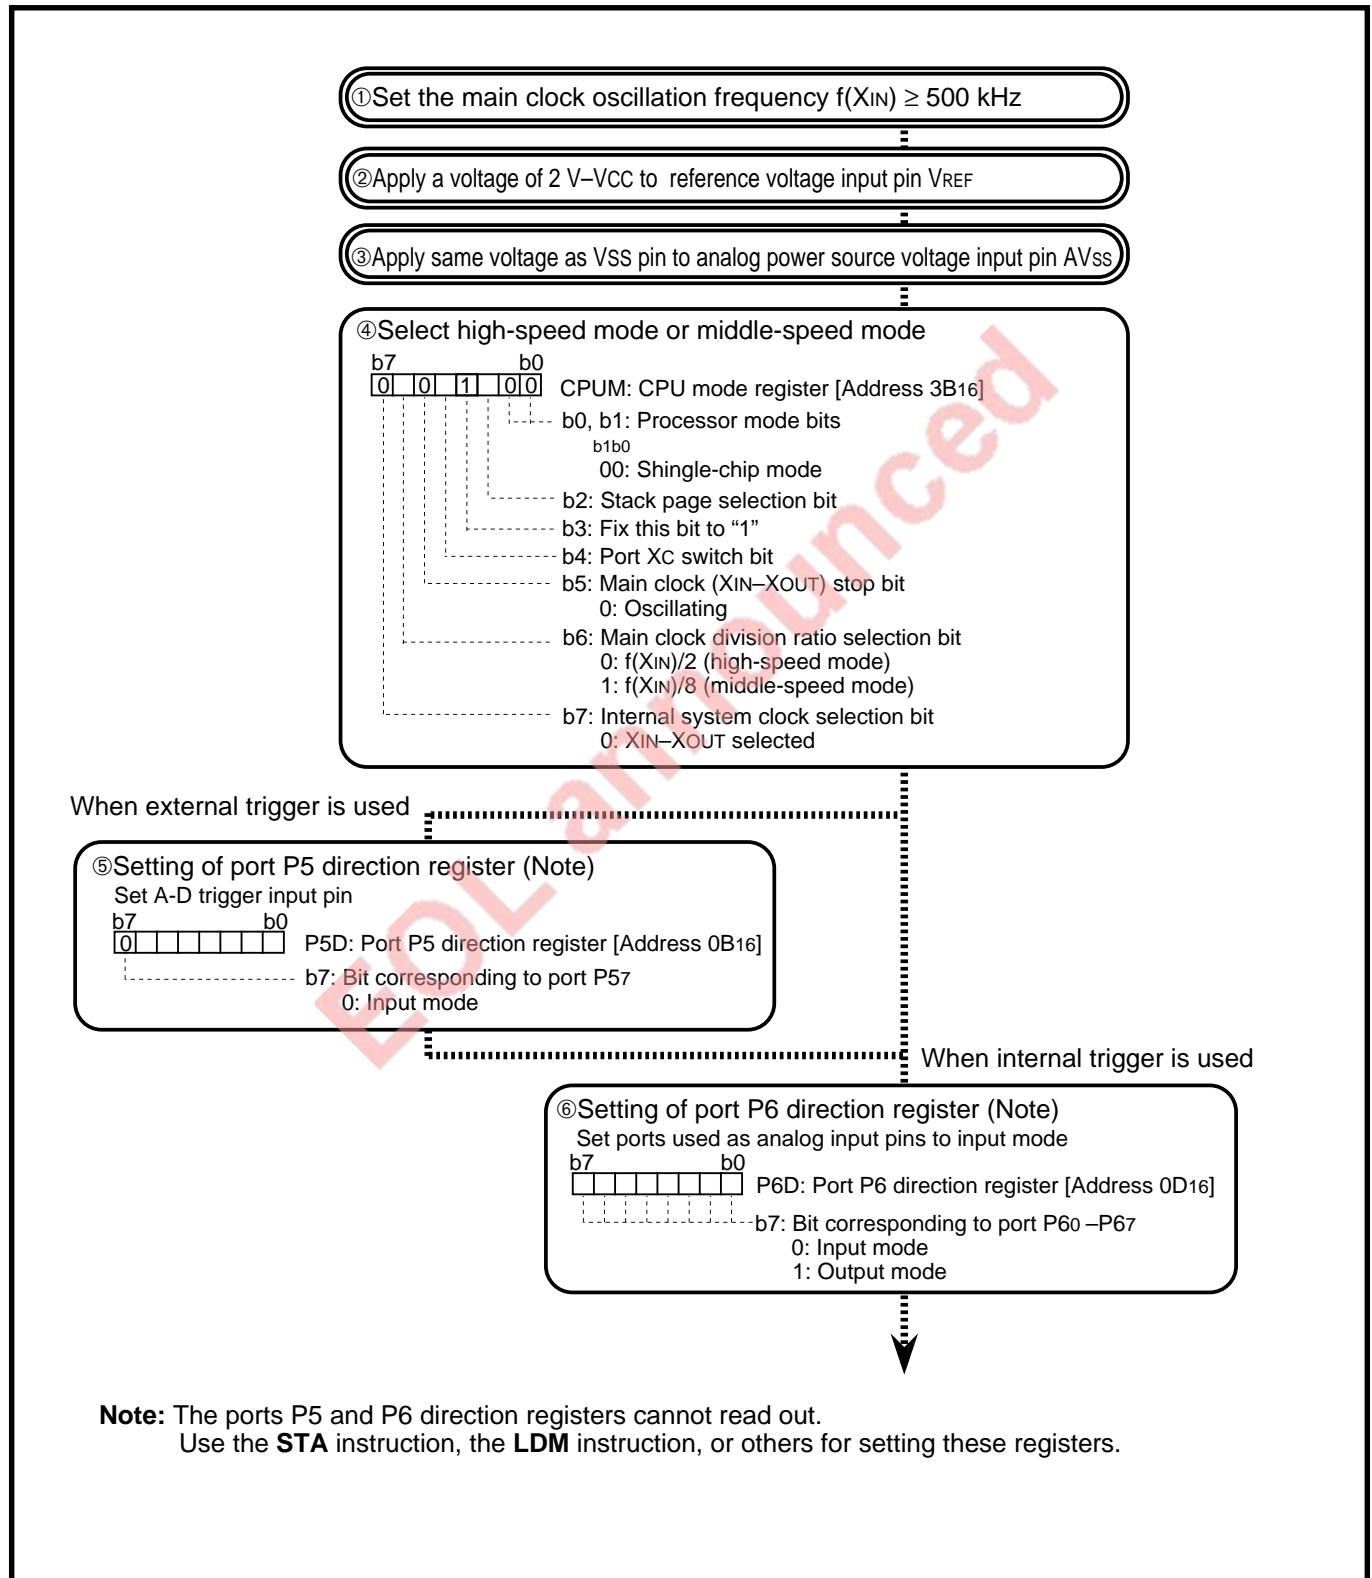 ①Set the main clock oscillation frequency f(XIN) ≥ 500 kHz
②Apply a voltage of 2 V–VCC to reference voltage input pin VREF
③Apply same voltage as VSS pin to analog power source voltage input pin AVSS
④Select high-speed mode or middle-speed mode
b7 b0
0 0 1 0 0 CPUM: CPU mode register [Address 3B16]
b0, b1: Processor mode bits
b1b0
00: Shingle-chip mode
b2: Stack page selection bit
b3: Fix this bit to “1”
b4: Port XC switch bit
b5: Main clock (XIN–XOUT) stop bit
0: Oscillating
b6: Main clock division ratio selection bit
0: f(XIN)/2 (high-speed mode)
1: f(XIN)/8 (middle-speed mode)
b7: Internal system clock selection bit
0: XIN–XOUT selected
When external trigger is used
⑤Setting of port P5 direction register (Note)
Set A-D trigger input pin
b7 b0
0 P5D: Port P5 direction register [Address 0B16]
b7: Bit corresponding to port P57
0: Input mode
When internal trigger is used
⑥Setting of port P6 direction register (Note)
Set ports used as analog input pins to input mode
b7 b0
P6D: Port P6 direction register [Address 0D16]
b7: Bit corresponding to port P60 –P67
0: Input mode
1: Output mode
Note: The ports P5 and P6 direction registers cannot read out.
Use the STA instruction, the LDM instruction, or others for setting these registers.
EOL announced